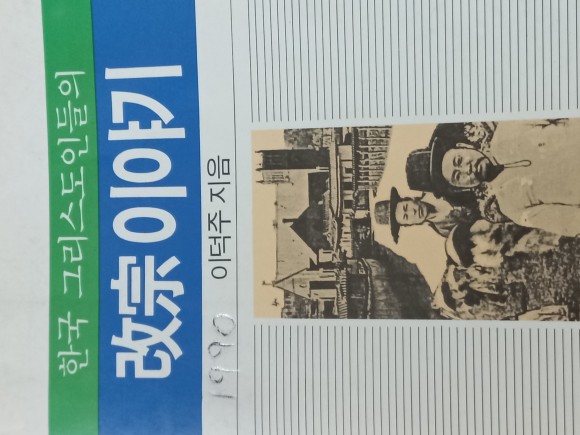 한국 그리스도인들의
改宗 이야기
이덕주 지음
1990